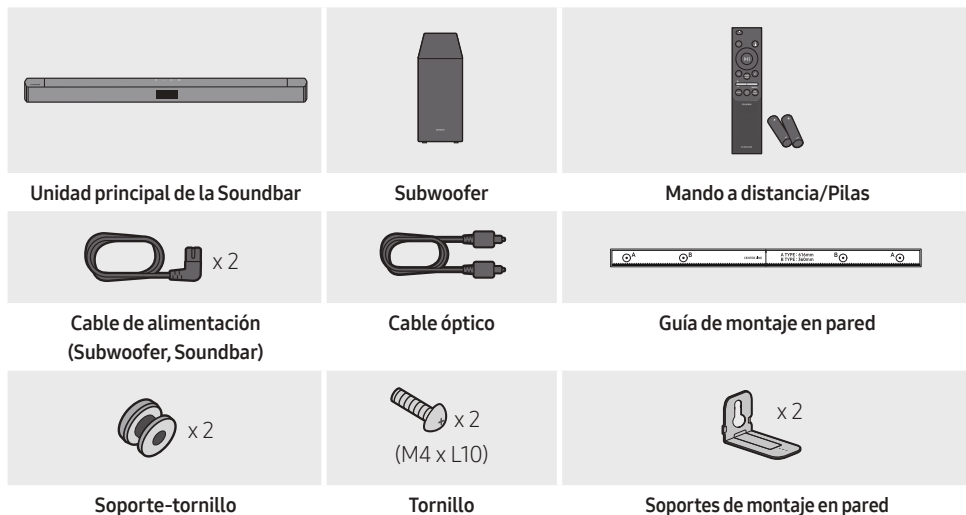 Unidad principal de la Soundbar
Subwoofer
Mando a distancia/Pilas
x 2
Cable de alimentación
(Subwoofer, Soundbar)
Cable óptico
A
B
A TYPE : 616mm
B TYPE : 360mm
B
A
Guía de montaje en pared
x 2
Soporte-tornillo
x 2
(M4 x L10)
Tornillo
x 2
Soportes de montaje en pared